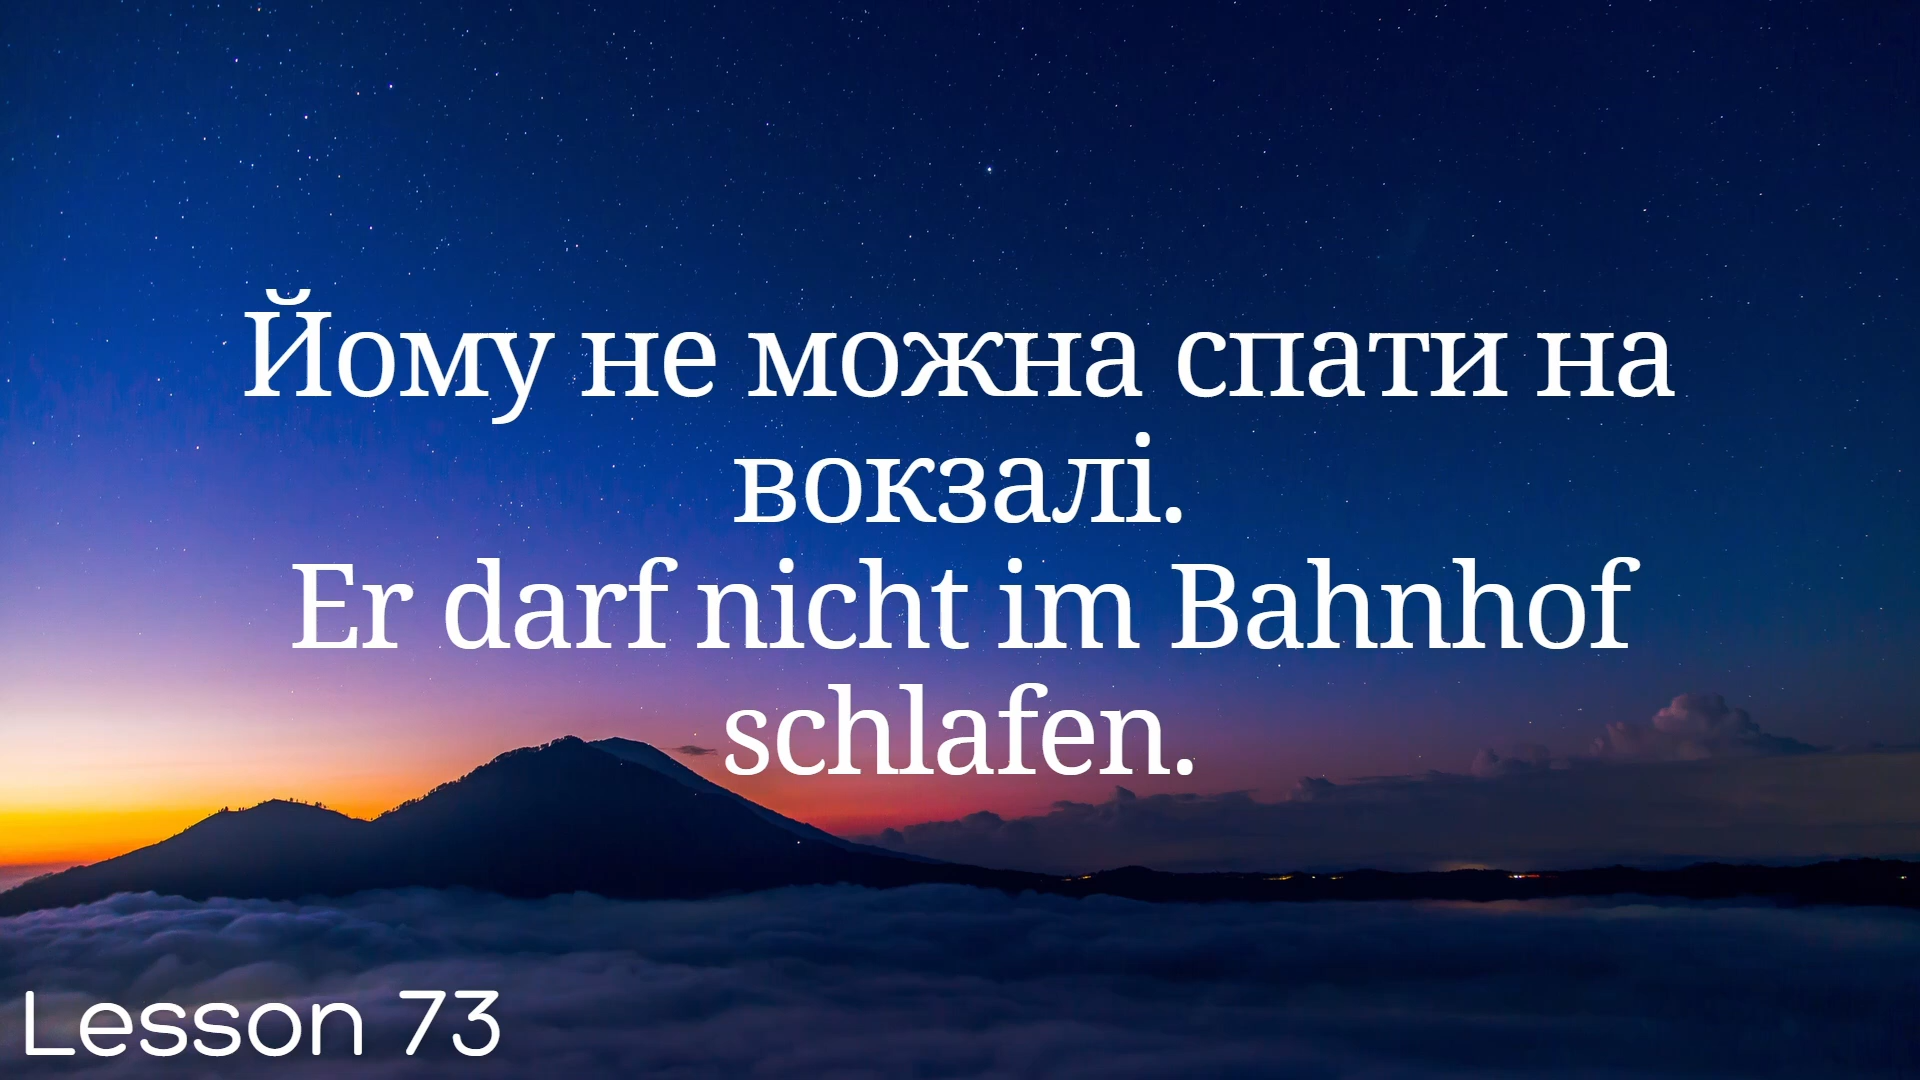 Йому не можна спати на
вокзалі.
Er darf nicht im Bahnhof
schlafen.
Lesson 73